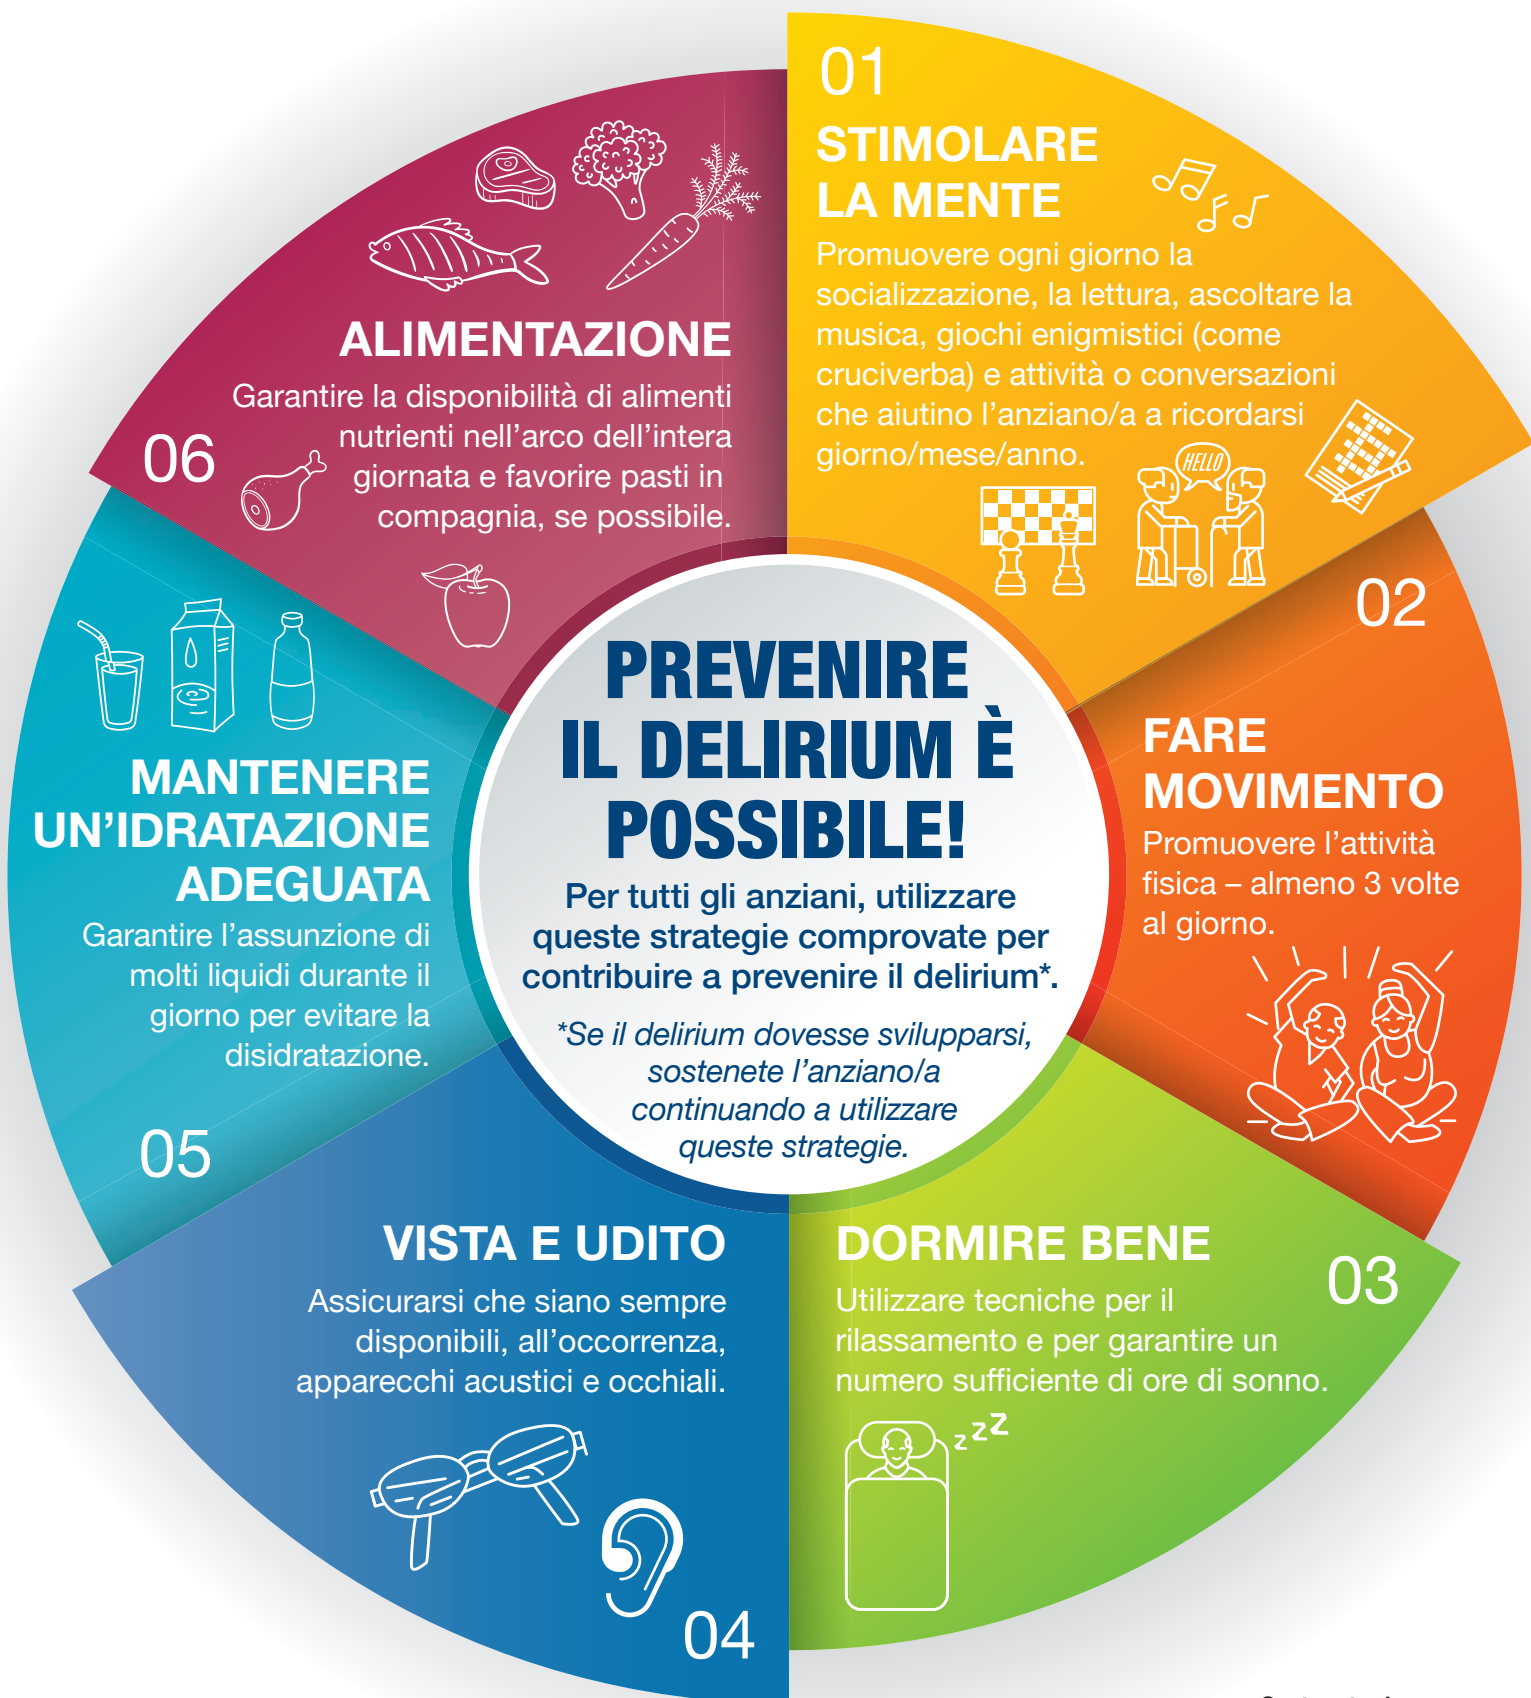 PREVENIRE
IL DELIRIUM È
POSSIBILE!
Per tutti gli anziani, utilizzare
queste strategie comprovate per
contribuire a prevenire il delirium*.
*Se il delirium dovesse svilupparsi,
sostenete l'anziano/a
continuando a utilizzare
queste strategie.
01
STIMOLARE
LA MENTE
Promuovere ogni giorno la
socializzazione, la lettura, ascoltare la
musica, giochi enigmistici (come
cruciverba) e attività o conversazioni
che aiutino l'anziano/a a ricordarsi
giorno/mese/anno.
HELLO
02
FARE
MOVIMENTO
Promuovere l'attività
fisica – almeno 3 volte
al giorno.
03
DORMIRE BENE
Utilizzare tecniche per il
rilassamento e per garantire un
numero sufficiente di ore di sonno.
z z Z
04
VISTA E UDITO
Assicurarsi che siano sempre
disponibili, all'occorrenza,
apparecchi acustici e occhiali.
05
MANTENERE
UN'IDRATAZIONE
ADEGUATA
Garantire l'assunzione di
molti liquidi durante il
giorno per evitare la
disidratazione.
06
ALIMENTAZIONE
Garantire la disponibilità di alimenti
nutrienti nell'arco dell'intera
giornata e favorire pasti in
compagnia, se possibile.